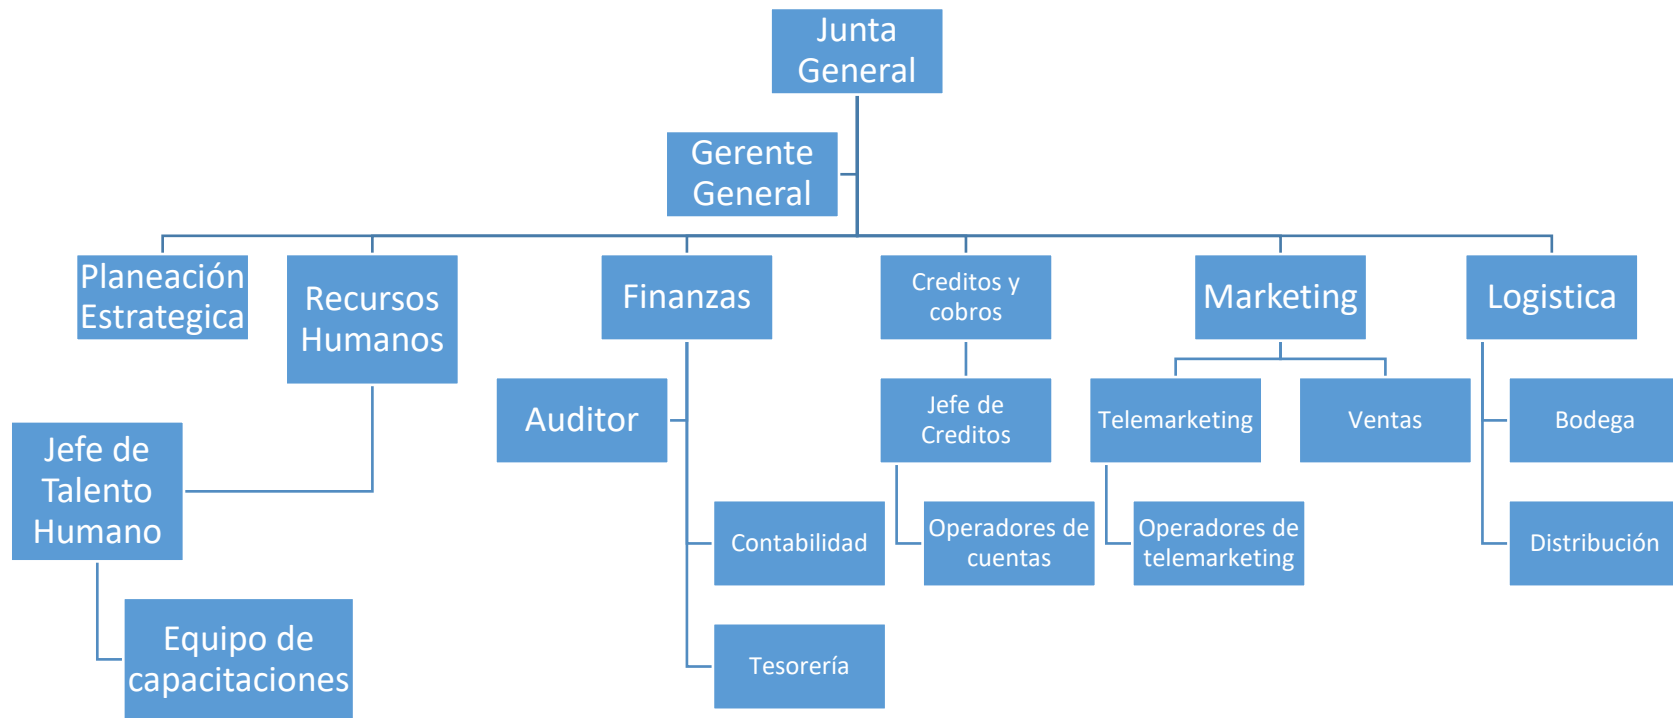 Junta
General
Gerente
General
Planeación
Estrategica
Recursos
Humanos
Finanzas
Creditos y
cobros
Marketing
Logistica
Jefe de
Talento
Humano
Equipo de
capacitaciones
Auditor
Contabilidad
Tesorería
Jefe de
Creditos
Operadores de
cuentas
Telemarketing
Operadores de
telemarketing
Ventas
Bodega
Distribución